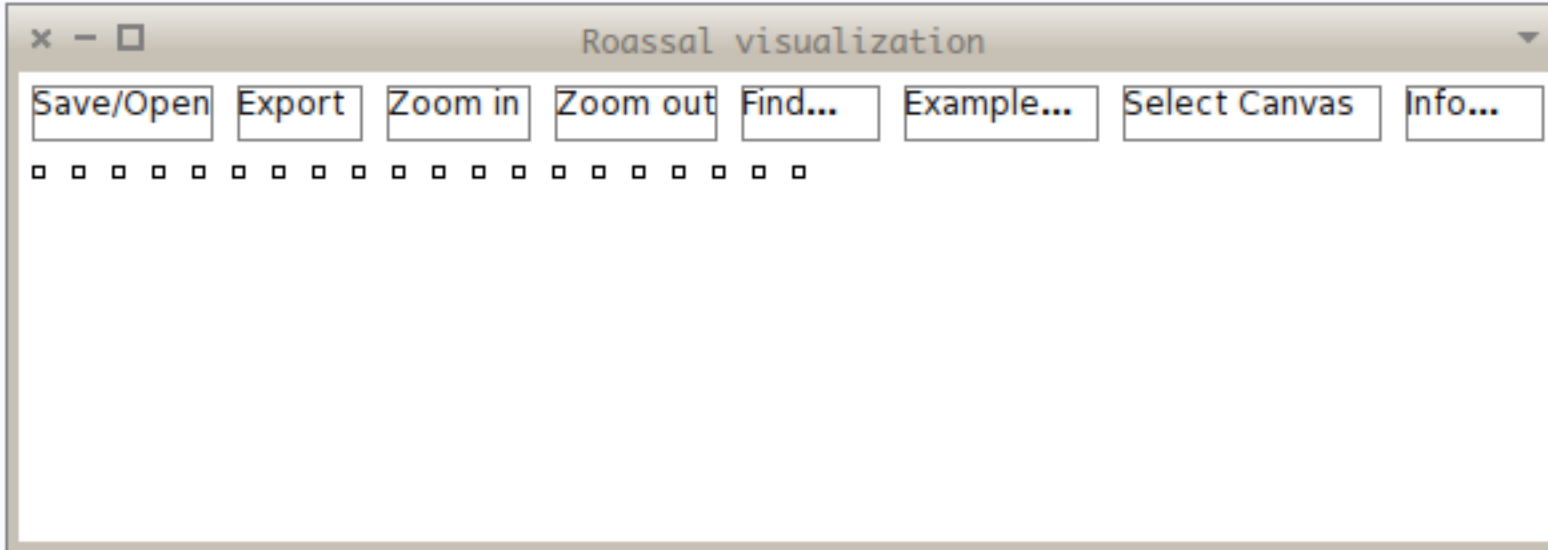 Roassal visualization
Save/Open Export Zoom in Zoom out Find... Example... Select Canvas Info...